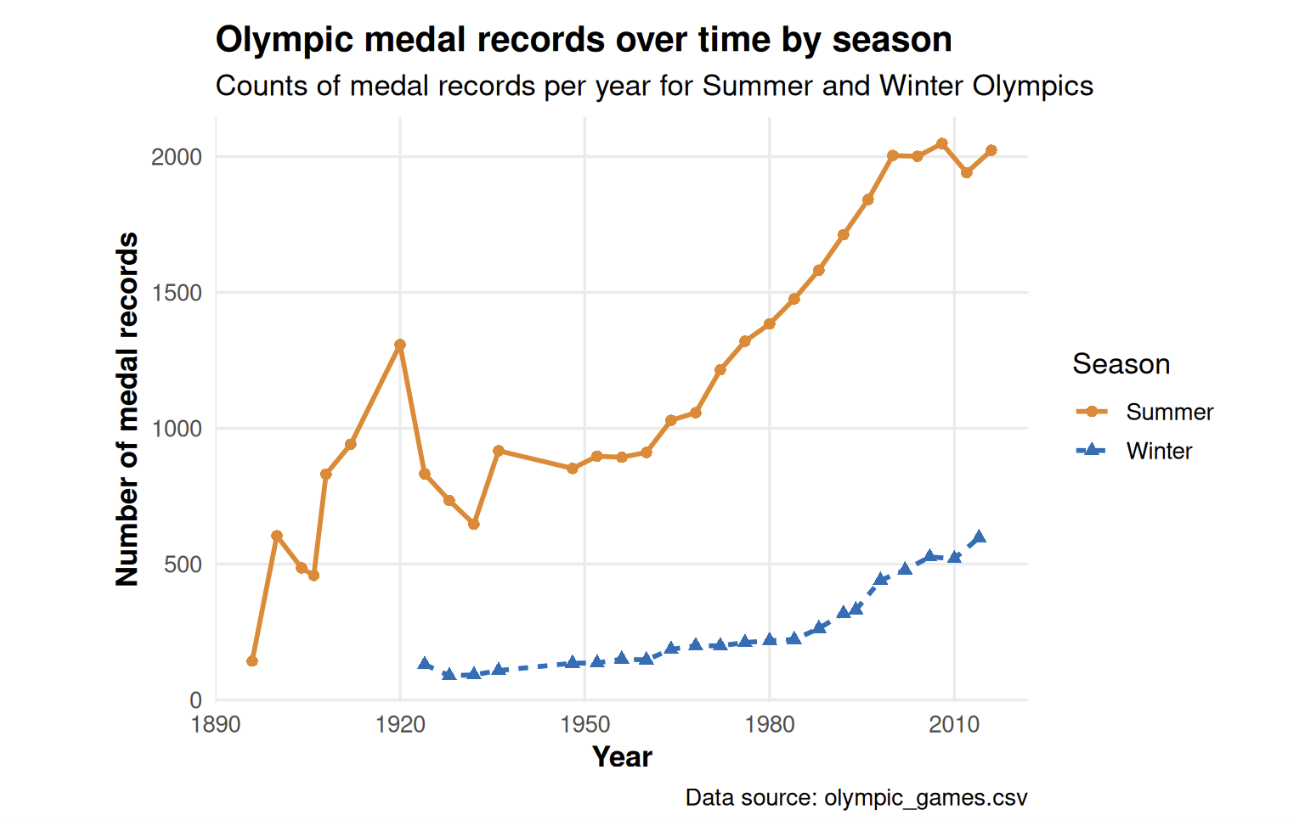 Olympic medal records over time by season
Counts of medal records per year for Summer and Winter Olympics
Number of medal records
2000
1500
1000
500
0
1890 1920 1950 1980 2010
Year
Season
Summer
Winter
Data source: olympic_games.csv